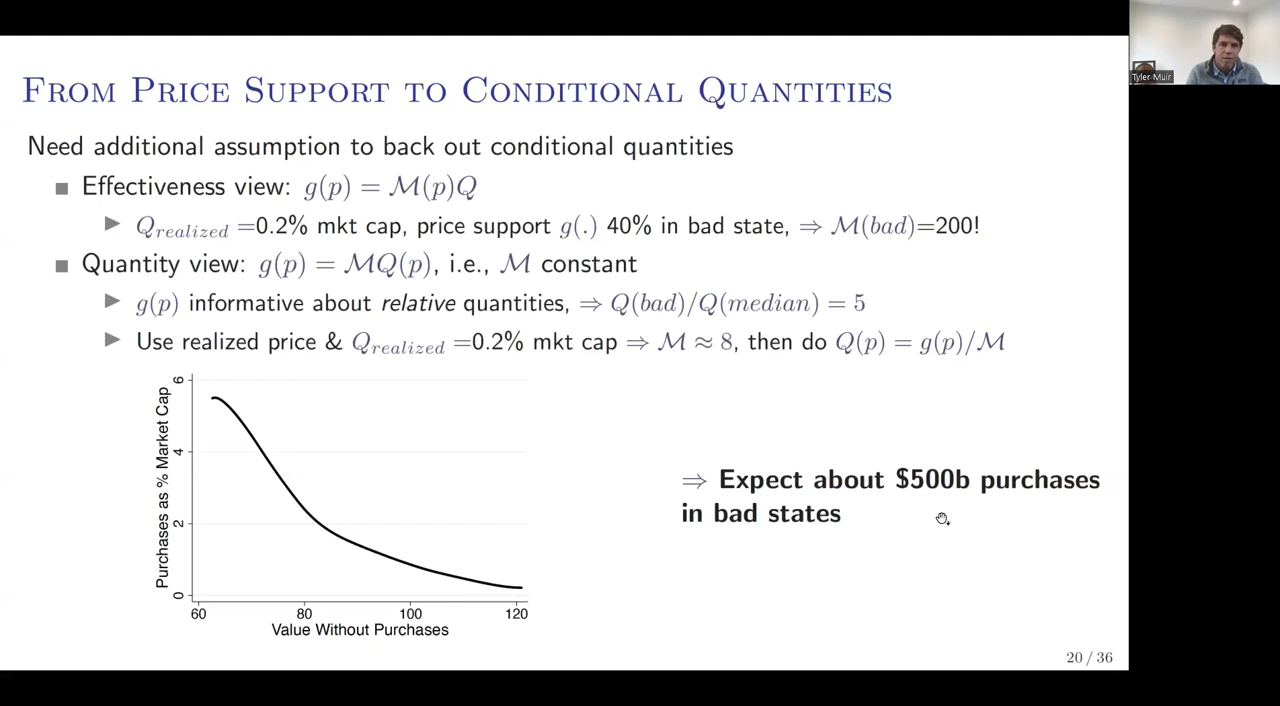 Tyler Muir
From Price Support to Conditional Quantities
Need additional assumption to back out conditional quantities
■ Effectiveness view: g(p) = ℳ(p)Q
▶ Q_realized =0.2% mkt cap, price support g(.) 40% in bad state, ⇒ ℳ(bad)=200!
■ Quantity view: g(p) = ℳQ(p), i.e., ℳ constant
▶ g(p) informative about relative quantities, ⇒ Q(bad)/Q(median) = 5
▶ Use realized price & Q_realized =0.2% mkt cap ⇒ ℳ ≈ 8, then do Q(p) = g(p)/ℳ
Purchases as % Market Cap
6
4
2
0
60 80 100 120
Value Without Purchases
⇒ Expect about $500b purchases
in bad states
20 / 36